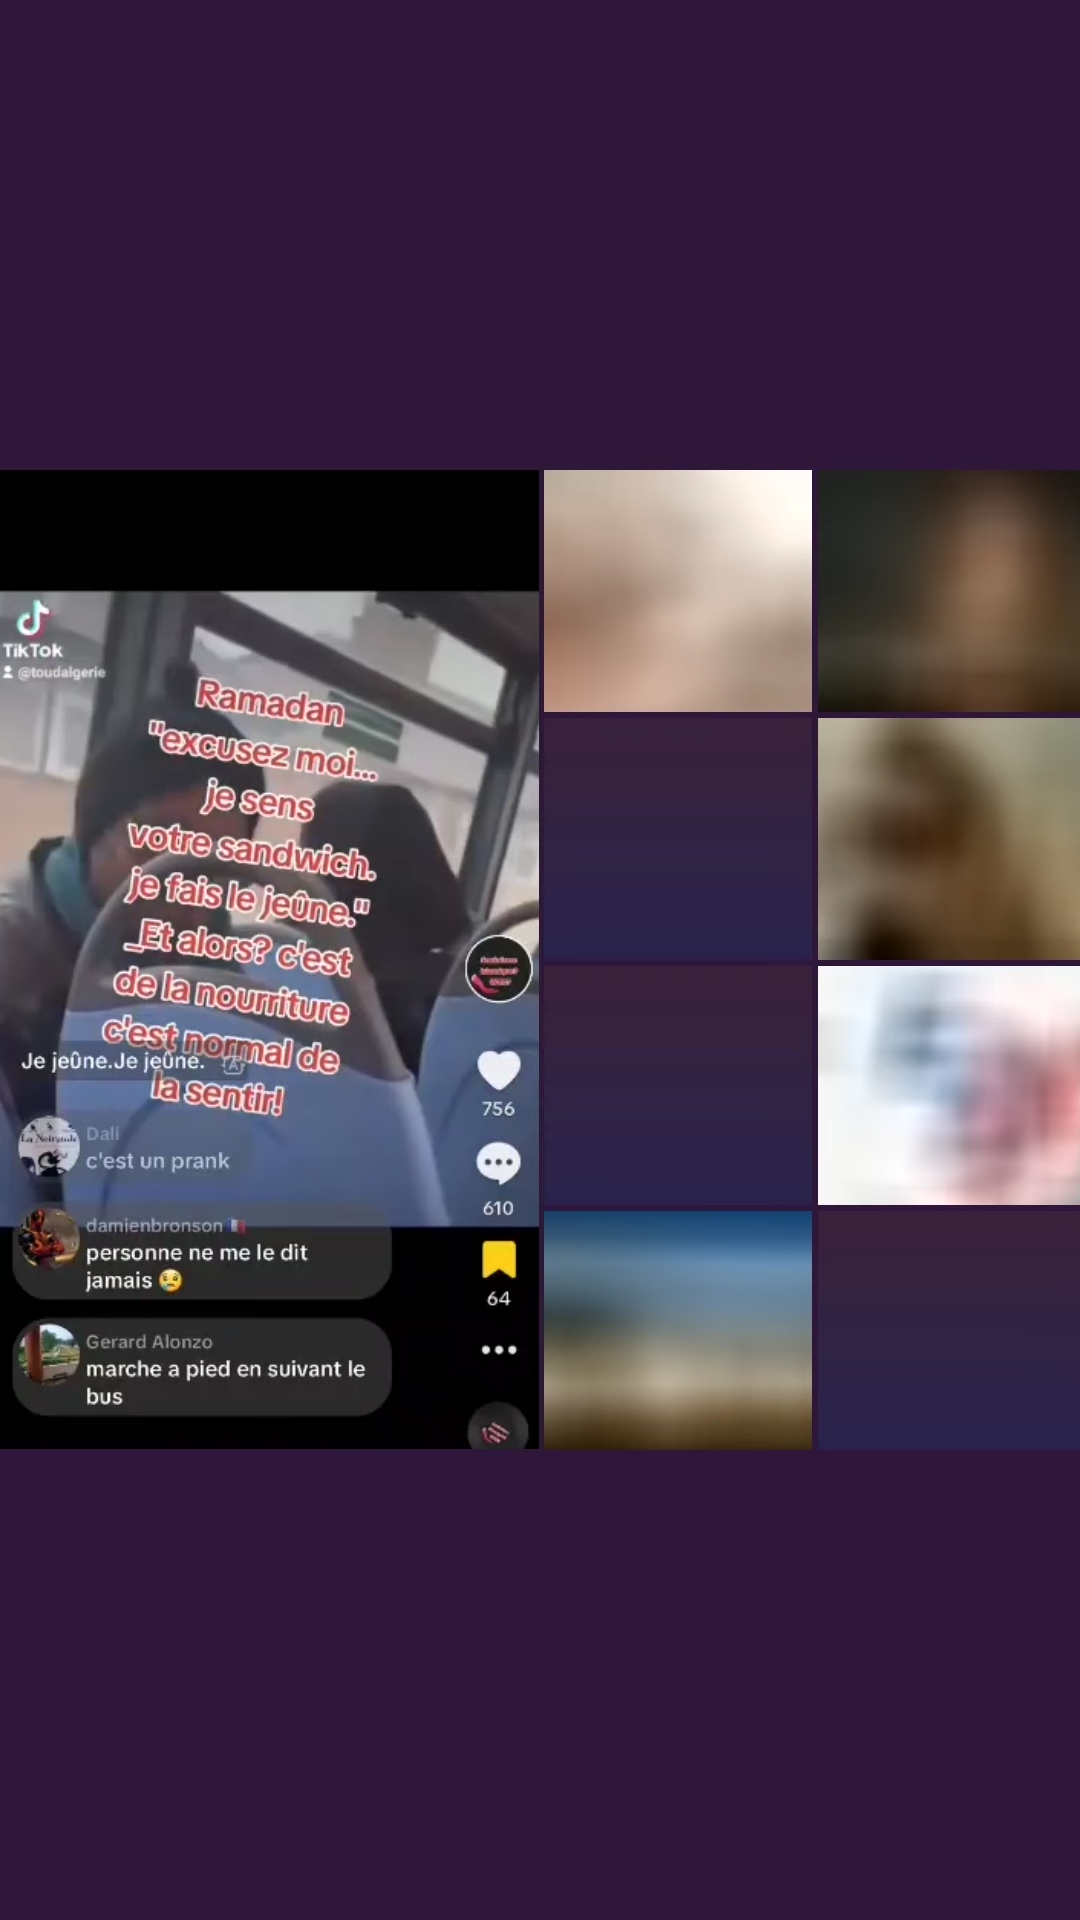 TikTok
@toudalgerie
Ramadan
"excusez moi...
je sens
votre sandwich.
je fais le jeûne."
_Et alors? c'est
de la nourriture
c'est normal de
la sentir!
Je jeûne.Je jeûne.
756
610
64
Dali
c'est un prank
damienbronson🇫🇷
personne ne me le dit
jamais 😢
Gerard Alonzo
marche a pied en suivant le
bus